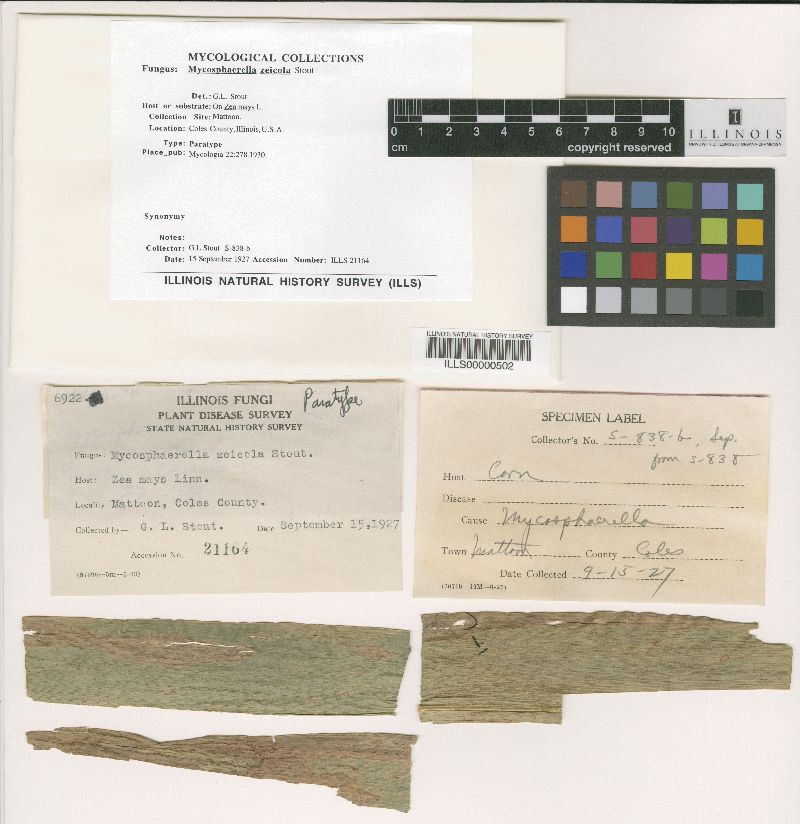 MYCOLOGICAL COLLECTIONS
Fungus: Mycosphaerella zeicola Stout
Det.: G.L. Stout
Host or substrate: On Zea mays L.
Collection Site: Mattoon.
Location: Coles County, Illinois, U.S.A.
Type: Paratype
Place_pub: Mycologia 22:278.1930.
Synonymy
Notes:
Collector: G.L Stout S-838-b
Date: 15 September 1927 Accession Number: ILLS 21164
ILLINOIS NATURAL HISTORY SURVEY (ILLS)
0 1 2 3 4 5 6 7 8 9 10
cm copyright reserved
I
ILLINOIS
UNIVERSITY OF ILLINOIS AT URBANA-CHAMPAIGN
ILLINOIS NATURAL HISTORY SURVEY
ILLS00000502
6922
ILLINOIS FUNGI Paratype
PLANT DISEASE SURVEY
STATE NATURAL HISTORY SURVEY
Fungus: Mycosphaerella zeicola Stout.
Host: Zea mays Linn.
Mattoon, Coles County.
Collected by— G. L. Stout. Date September 15,1927
Accession No. 21164
SPECIMEN LABEL
Collector's No. S-838-b, Sep.
from S-838
Host Corn
Disease
Cause Mycosphaerella
Town Mattoon County Coles
Date Collected 9-15-27